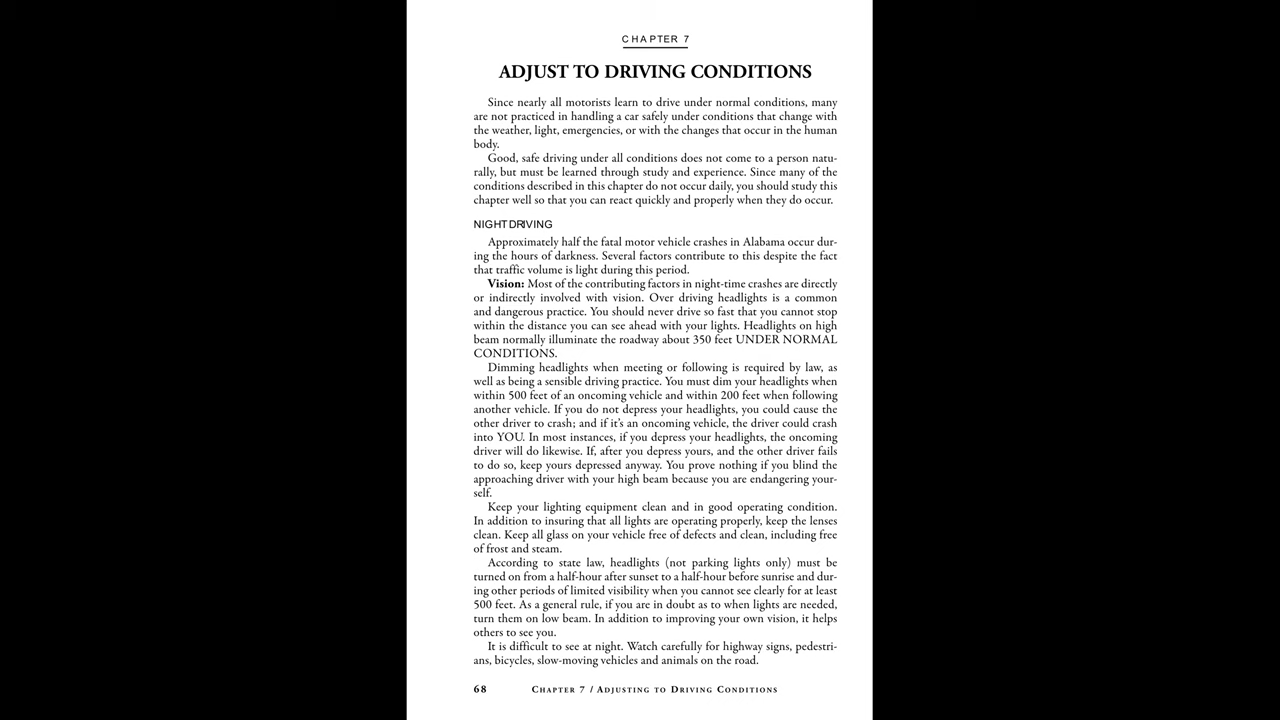 CHAPTER 7
ADJUST TO DRIVING CONDITIONS
Since nearly all motorists learn to drive under normal conditions, many
are not practiced in handling a car safely under conditions that change with
the weather, light, emergencies, or with the changes that occur in the human
body.
Good, safe driving under all conditions does not come to a person natu-
rally, but must be learned through study and experience. Since many of the
conditions described in this chapter do not occur daily, you should study this
chapter well so that you can react quickly and properly when they do occur.
NIGHT DRIVING
Approximately half the fatal motor vehicle crashes in Alabama occur dur-
ing the hours of darkness. Several factors contribute to this despite the fact
that traffic volume is light during this period.
Vision: Most of the contributing factors in night-time crashes are directly
or indirectly involved with vision. Over driving headlights is a common
and dangerous practice. You should never drive so fast that you cannot stop
within the distance you can see ahead with your lights. Headlights on high
beam normally illuminate the roadway about 350 feet UNDER NORMAL
CONDITIONS.
Dimming headlights when meeting or following is required by law, as
well as being a sensible driving practice. You must dim your headlights when
within 500 feet of an oncoming vehicle and within 200 feet when following
another vehicle. If you do not depress your headlights, you could cause the
other driver to crash; and if it's an oncoming vehicle, the driver could crash
into YOU. In most instances, if you depress your headlights, the oncoming
driver will do likewise. If, after you depress yours, and the other driver fails
to do so, keep yours depressed anyway. You prove nothing if you blind the
approaching driver with your high beam because you are endangering your-
self.
Keep your lighting equipment clean and in good operating condition.
In addition to insuring that all lights are operating properly, keep the lenses
clean. Keep all glass on your vehicle free of defects and clean, including free
of frost and steam.
According to state law, headlights (not parking lights only) must be
turned on from a half-hour after sunset to a half-hour before sunrise and dur-
ing other periods of limited visibility when you cannot see clearly for at least
500 feet. As a general rule, if you are in doubt as to when lights are needed,
turn them on low beam. In addition to improving your own vision, it helps
others to see you.
It is difficult to see at night. Watch carefully for highway signs, pedestri-
ans, bicycles, slow-moving vehicles and animals on the road.
68 Chapter 7 / Adjusting to Driving Conditions